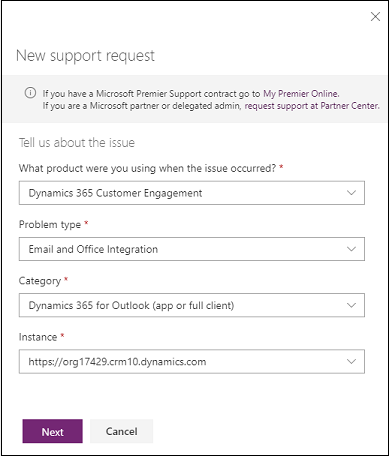 New support request
If you have a Microsoft Premier Support contract go to My Premier Online.
If you are a Microsoft partner or delegated admin, request support at Partner Center.
Tell us about the issue
What product were you using when the issue occurred? *
Dynamics 365 Customer Engagement
Problem type *
Email and Office Integration
Category *
Dynamics 365 for Outlook (app or full client)
Instance *
https://org17429.crm10.dynamics.com
Next Cancel